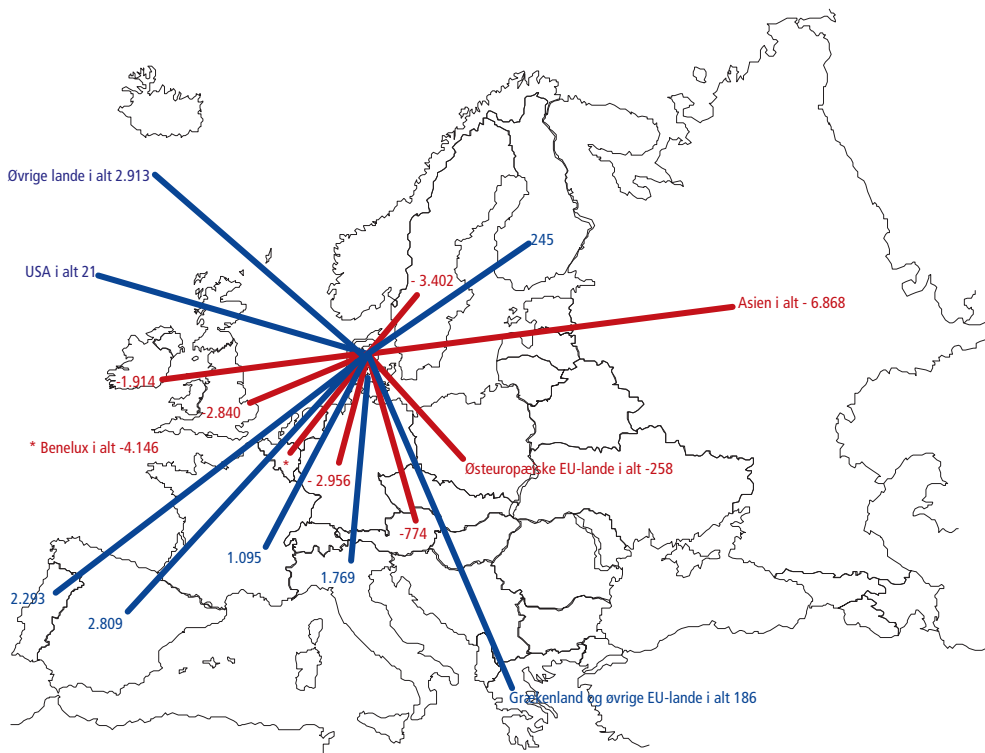 Øvrige lande i alt 2.913
245
USA i alt 21
- 3.402
Asien i alt - 6.868
-1.914
-2.840
* Benelux i alt -4.146
*
- 2.956
Østeuropæiske EU-lande i alt -258
-774
1.095
1.769
2.293
2.809
Grækenland og øvrige EU-lande i alt 186